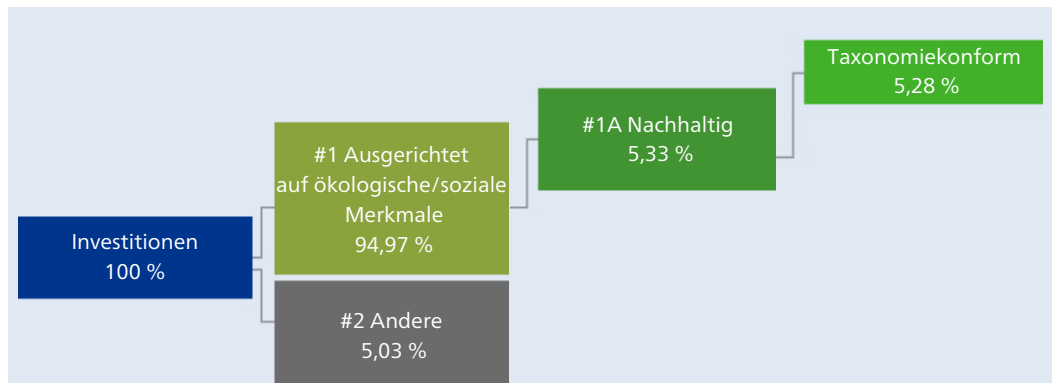 Investitionen
100 %
#1 Ausgerichtet
auf ökologische/soziale
Merkmale
94,97 %
#2 Andere
5,03 %
#1A Nachhaltig
5,33 %
Taxonomiekonform
5,28 %